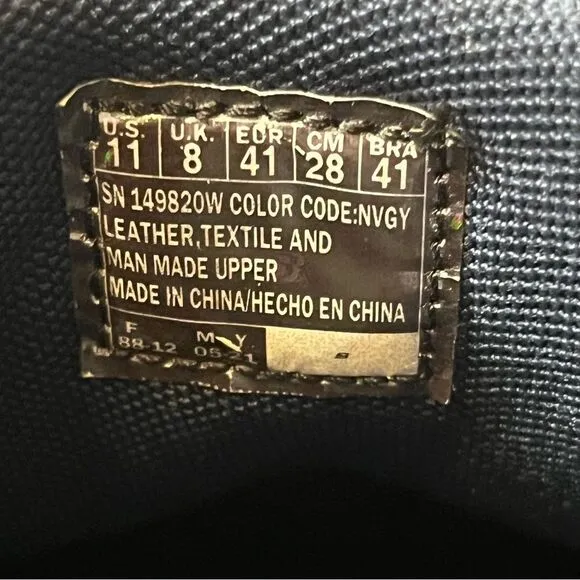 U.S. U.K. EUR CM BRA
11 8 41 28 41
SN 149820W COLOR CODE:NVGY
LEATHER,TEXTILE AND
MAN MADE UPPER
MADE IN CHINA/HECHO EN CHINA
F M Y
88-12 05-21